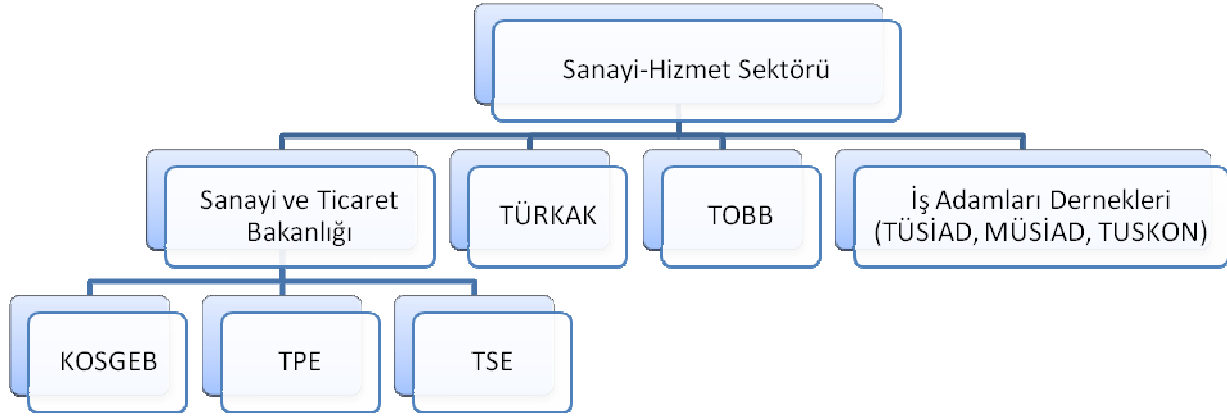 Sanayi-Hizmet Sektörü
Sanayi ve Ticaret
Bakanlığı
TÜRKAK
TOBB
İş Adamları Dernekleri
(TÜSİAD, MÜSİAD, TUSKON)
KOSGEB
TPE
TSE